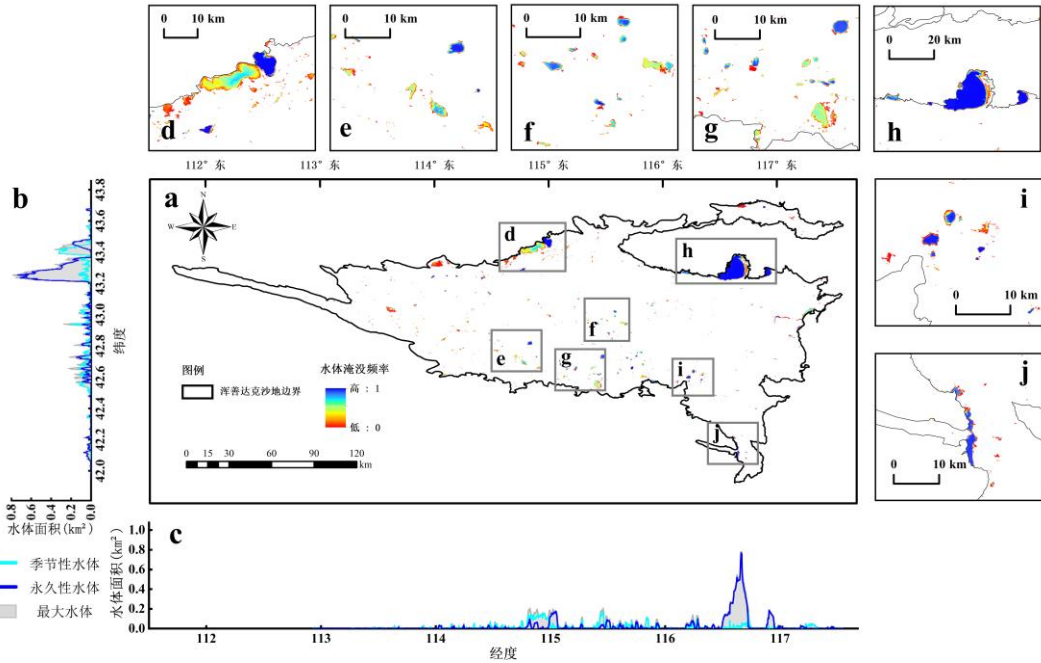 0 10 km
d
0 10 km
e
0 10 km
f
0 10 km
g
0 20 km
h
112° 东 113° 东 114° 东 115° 东 116° 东 117° 东
b
43.8
43.6
43.4
43.2
43.0
42.8
42.6
42.4
42.2
42.0
纬度
0.8 0.6 0.4 0.2 0.0
水体面积(km²)
a
N
W E
S
d
h
f
e
g
i
j
图例
浑善达克沙地边界
水体淹没频率
高 : 1
低 : 0
0 15 30 60 90 120
km
i
0 10 km
j
0 10 km
季节性水体
永久性水体
最大水体
c
水体面积(km²)
1.0
0.8
0.6
0.4
0.2
0.0
112 113 114 115 116 117
经度